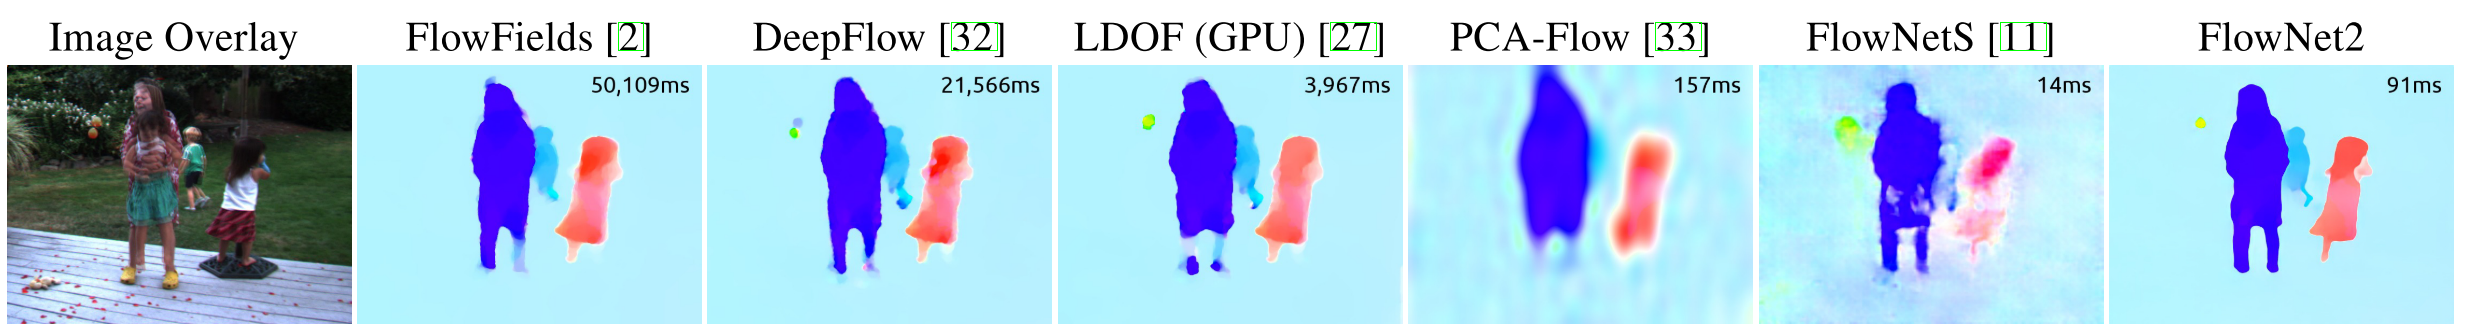 Image Overlay
FlowFields [2]
DeepFlow [32]
LDOF (GPU) [27]
PCA-Flow [33]
FlowNetS [11]
FlowNet2
50,109ms
21,566ms
3,967ms
157ms
14ms
91ms